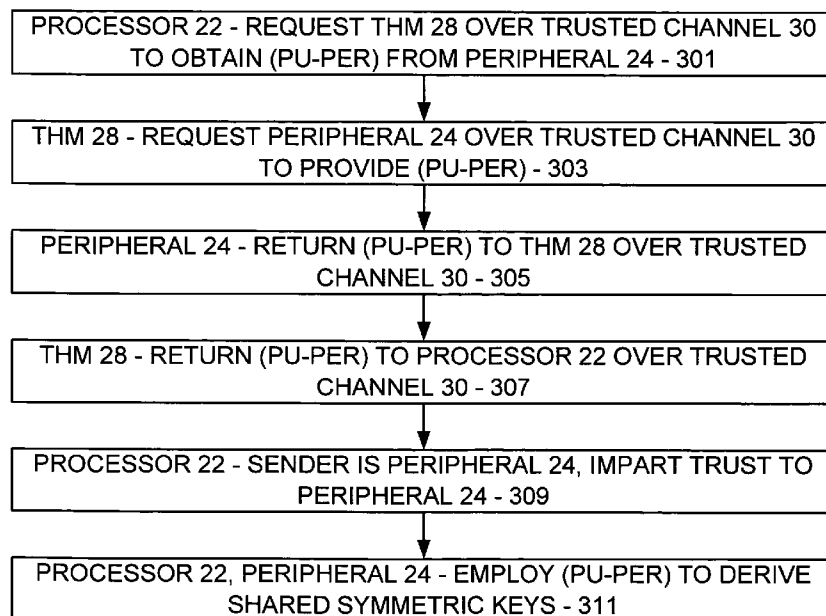 PROCESSOR 22 - REQUEST THM 28 OVER TRUSTED CHANNEL 30
TO OBTAIN (PU-PER) FROM PERIPHERAL 24 - 301
THM 28 - REQUEST PERIPHERAL 24 OVER TRUSTED CHANNEL 30
TO PROVIDE (PU-PER) - 303
PERIPHERAL 24 - RETURN (PU-PER) TO THM 28 OVER TRUSTED
CHANNEL 30 - 305
THM 28 - RETURN (PU-PER) TO PROCESSOR 22 OVER TRUSTED
CHANNEL 30 - 307
PROCESSOR 22 - SENDER IS PERIPHERAL 24, IMPART TRUST TO
PERIPHERAL 24 - 309
PROCESSOR 22, PERIPHERAL 24 - EMPLOY (PU-PER) TO DERIVE
SHARED SYMMETRIC KEYS - 311